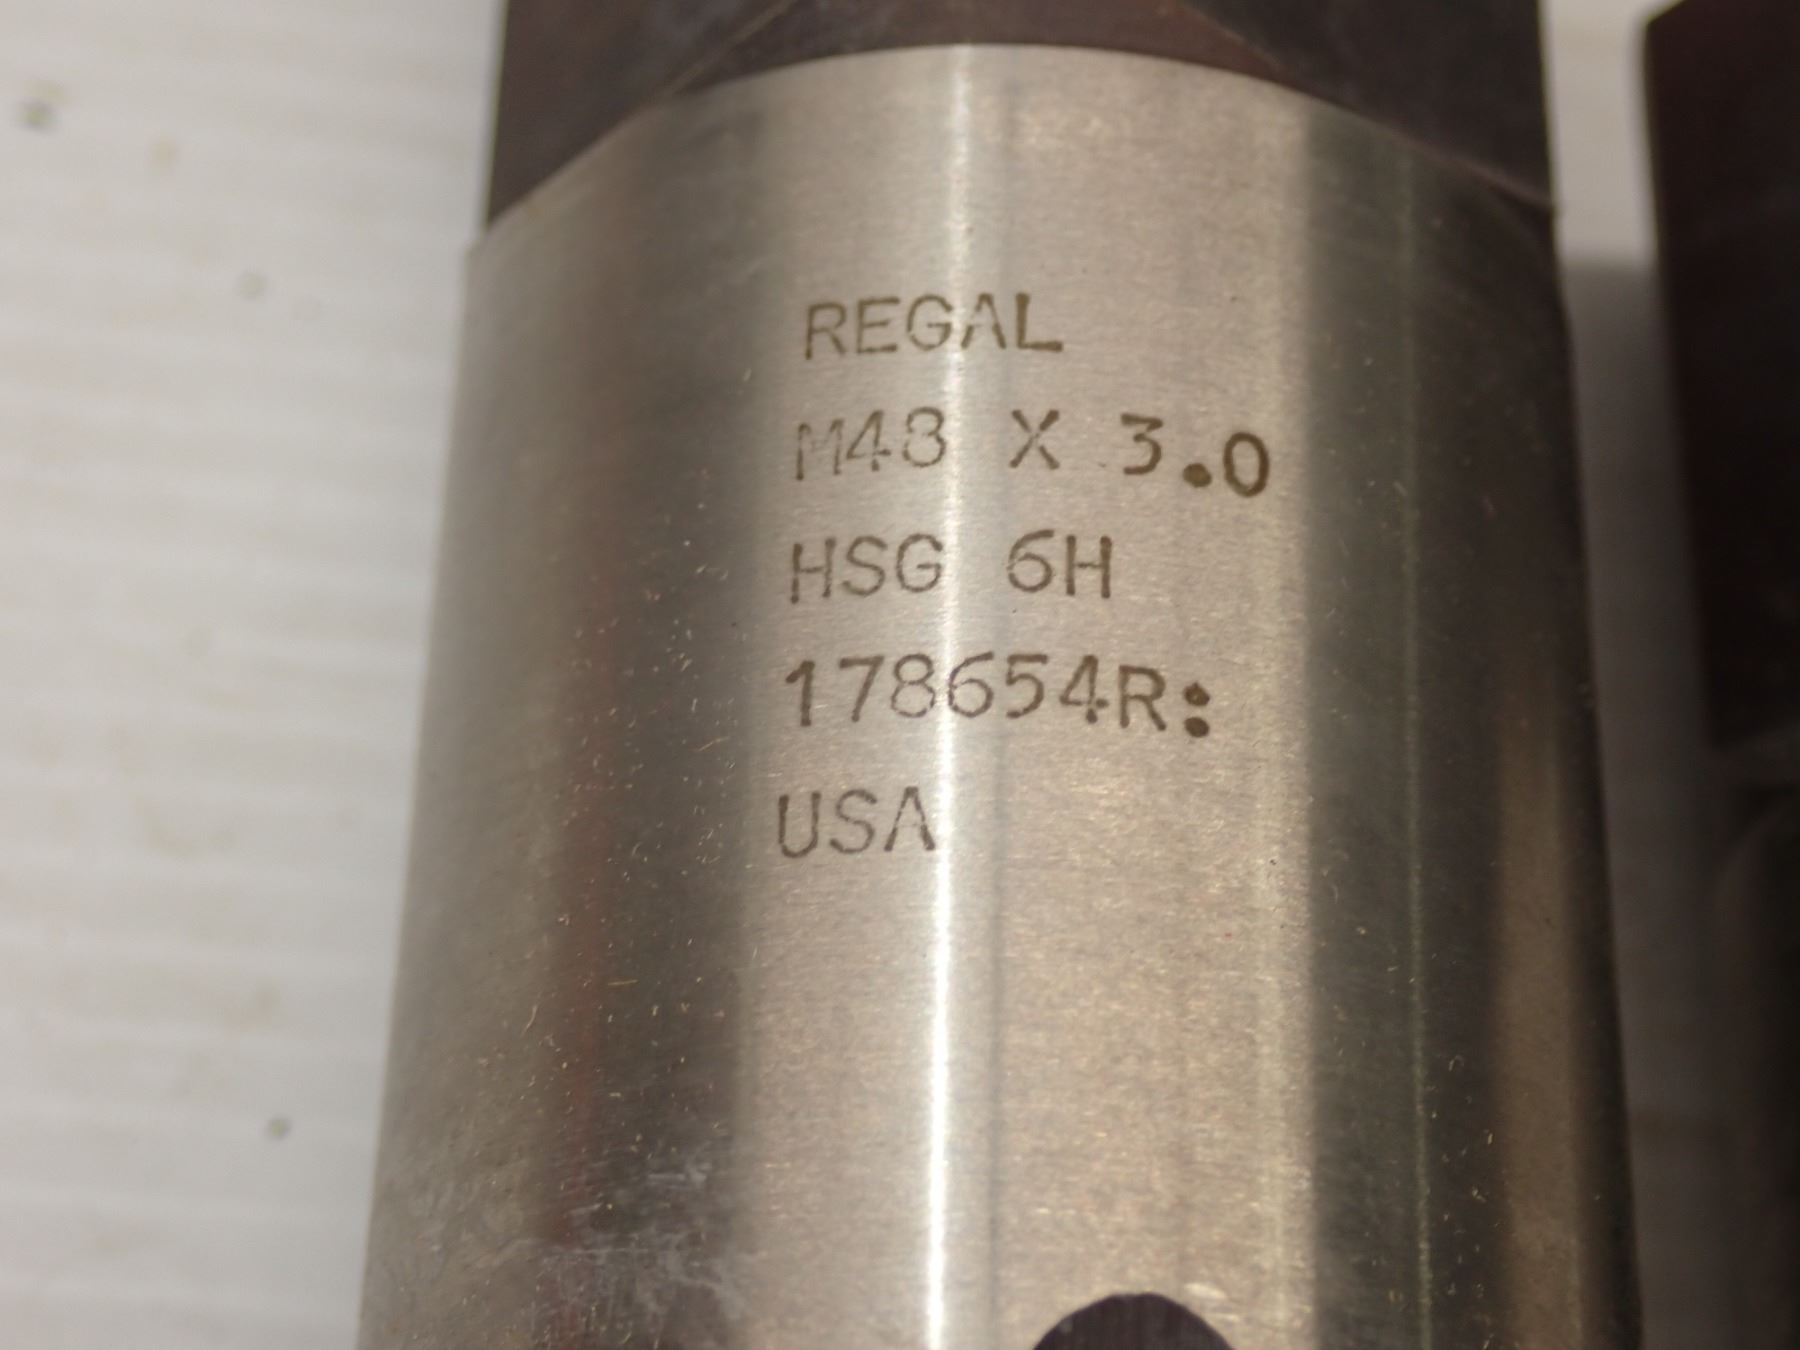 REGAL
M48 X 3.0
HSG 6H
178654R:
USA